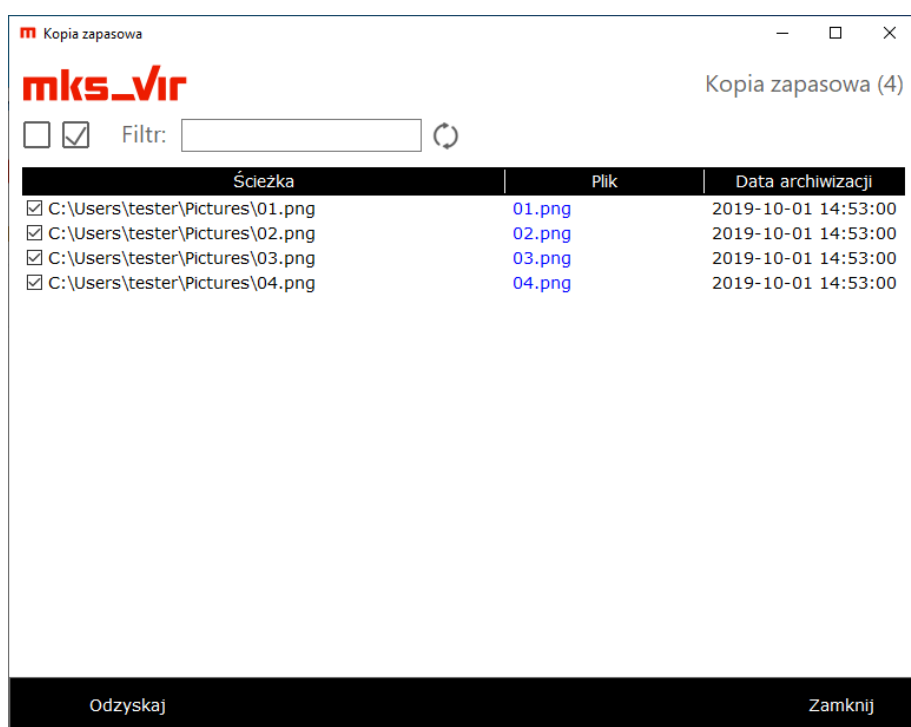 Kopia zapasowa
mks_vir
Kopia zapasowa (4)
Filtr:
Ścieżka Plik Data archiwizacji
C:\Users\tester\Pictures\01.png 01.png 2019-10-01 14:53:00
C:\Users\tester\Pictures\02.png 02.png 2019-10-01 14:53:00
C:\Users\tester\Pictures\03.png 03.png 2019-10-01 14:53:00
C:\Users\tester\Pictures\04.png 04.png 2019-10-01 14:53:00
Odzyskaj Zamknij